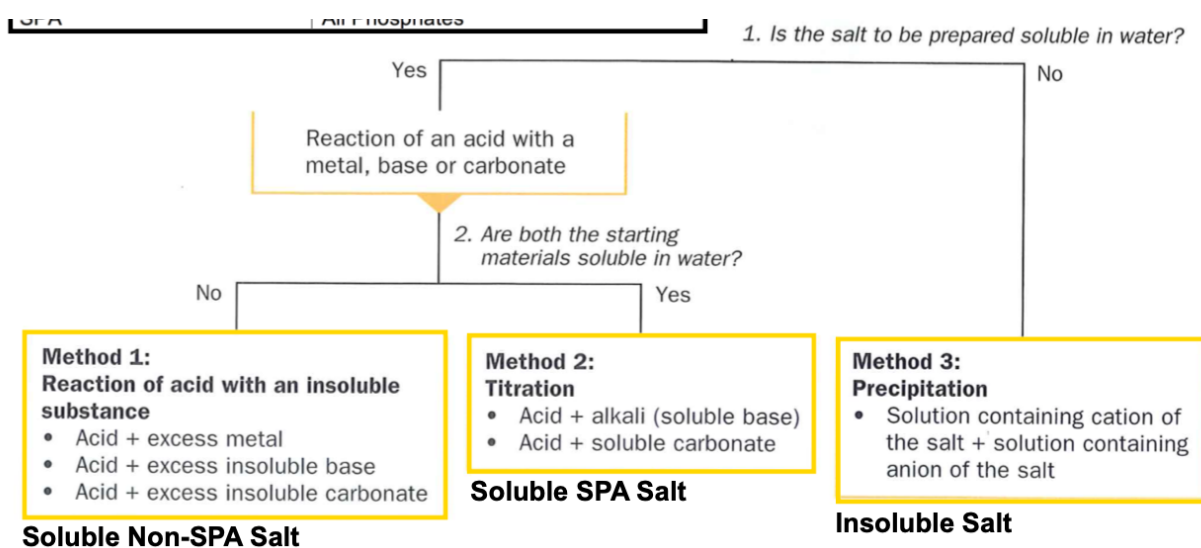 SPA All Phosphates
1. Is the salt to be prepared soluble in water?
Yes
No
Reaction of an acid with a
metal, base or carbonate
2. Are both the starting
materials soluble in water?
No
Yes
Method 1:
Reaction of acid with an insoluble
substance
• Acid + excess metal
• Acid + excess insoluble base
• Acid + excess insoluble carbonate
Soluble Non-SPA Salt
Method 2:
Titration
• Acid + alkali (soluble base)
• Acid + soluble carbonate
Soluble SPA Salt
Method 3:
Precipitation
• Solution containing cation of
the salt + solution containing
anion of the salt
Insoluble Salt